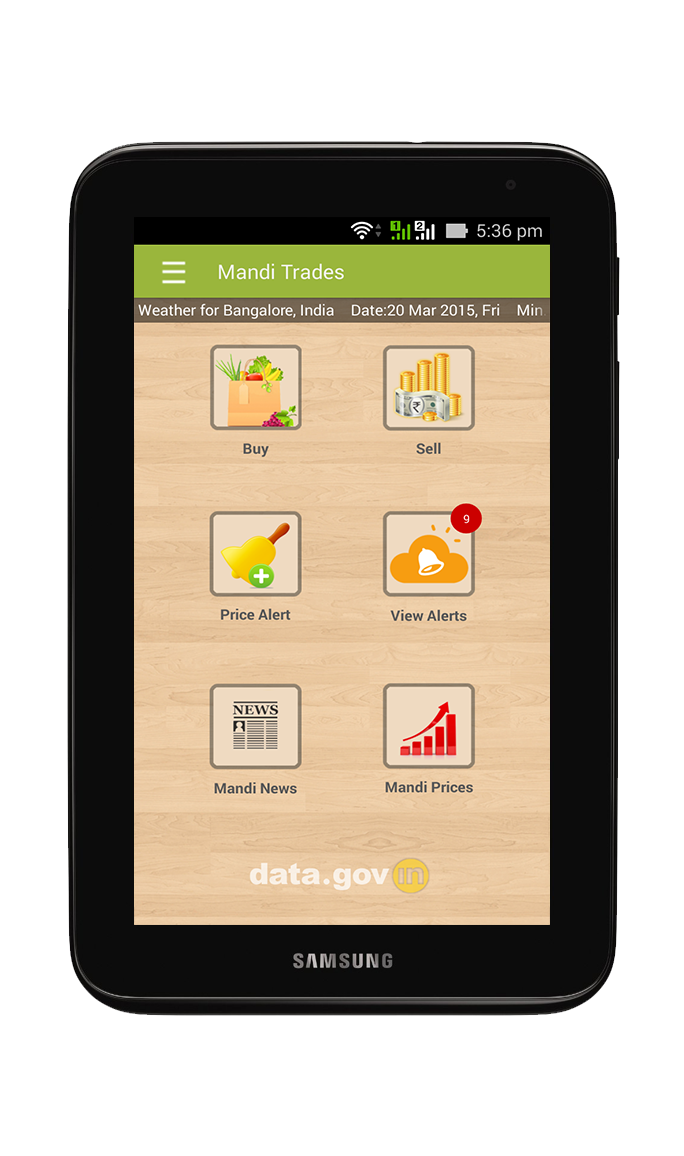 1 2 5:36 pm
Mandi Trades
Weather for Bangalore, India Date:20 Mar 2015, Fri Min
Buy Sell
9
Price Alert View Alerts
NEWS
Mandi News Mandi Prices
data.gov in
SAMSUNG